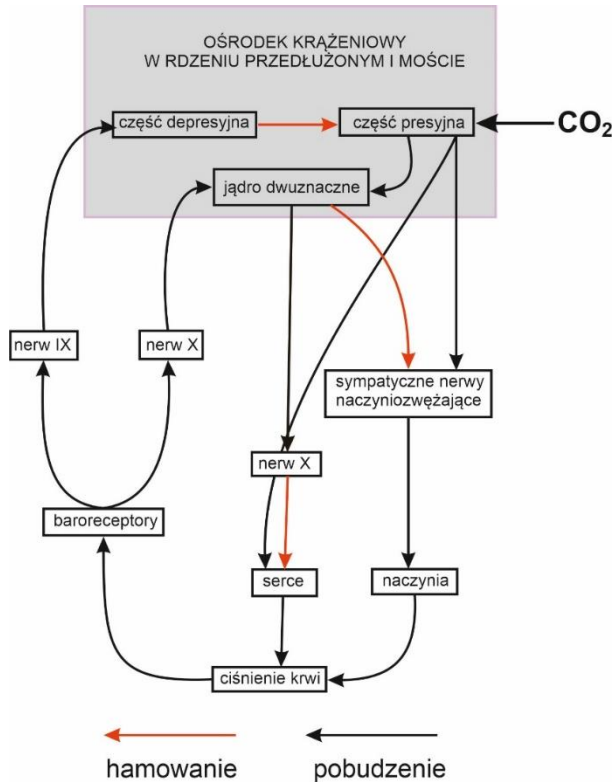 OŚRODEK KRĄŻENIOWY
W RDZENIU PRZEDŁUŻONYM I MOŚCIE
część depresyjna
część presyjna
CO₂
jądro dwuznaczne
nerw IX
nerw X
sympatyczne nerwy
naczyniozwężające
nerw X
baroreceptory
serce
naczynia
ciśnienie krwi
hamowanie
pobudzenie